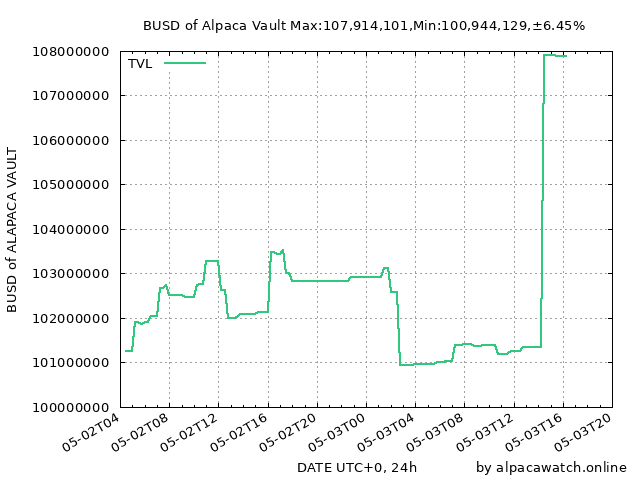 BUSD of Alpaca Vault Max:107,914,101,Min:100,944,129,±6.45%
TVL
108000000
107000000
106000000
105000000
104000000
103000000
102000000
101000000
100000000
BUSD of ALAPACA VAULT
05-02T04
05-02T08
05-02T12
05-02T16
05-02T20
05-03T00
05-03T04
05-03T08
05-03T12
05-03T16
05-03T20
DATE UTC+0, 24h
by alpacawatch.online